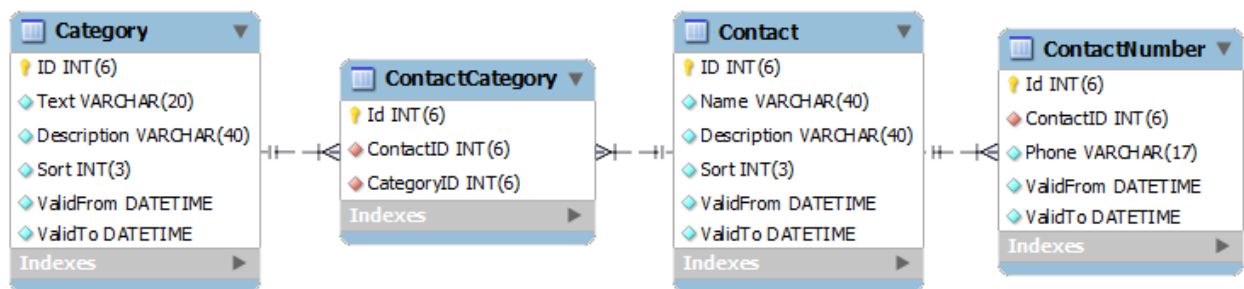 Category
ID INT(6)
Text VARCHAR(20)
Description VARCHAR(40)
Sort INT(3)
ValidFrom DATETIME
ValidTo DATETIME
Indexes
ContactCategory
Id INT(6)
ContactID INT(6)
CategoryID INT(6)
Indexes
Contact
ID INT(6)
Name VARCHAR(40)
Description VARCHAR(40)
Sort INT(3)
ValidFrom DATETIME
ValidTo DATETIME
Indexes
ContactNumber
Id INT(6)
ContactID INT(6)
Phone VARCHAR(17)
ValidFrom DATETIME
ValidTo DATETIME
Indexes